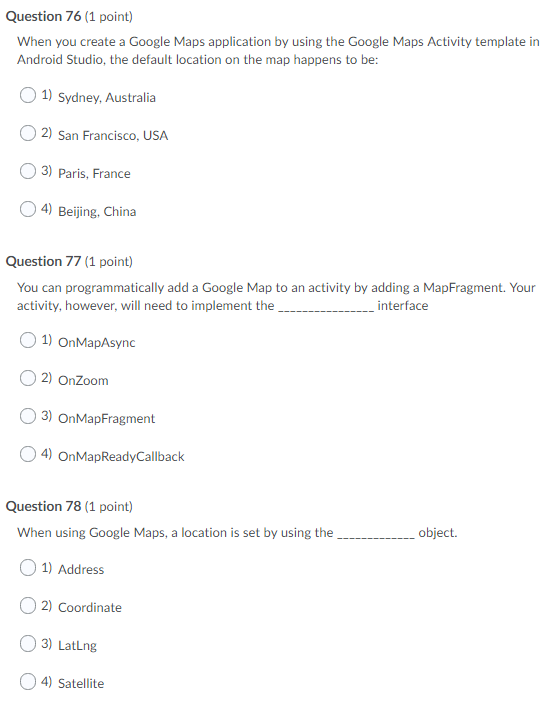 Question 76 (1 point)
When you create a Google Maps application by using the Google Maps Activity template in
Android Studio, the default location on the map happens to be:
1) Sydney, Australia
2) San Francisco, USA
3) Paris, France
4) Beijing, China
Question 77 (1 point)
You can programmatically add a Google Map to an activity by adding a MapFragment. Your
activity, however, will need to implement the ________________ interface
1) OnMapAsync
2) OnZoom
3) OnMapFragment
4) OnMapReadyCallback
Question 78 (1 point)
When using Google Maps, a location is set by using the _____________ object.
1) Address
2) Coordinate
3) LatLng
4) Satellite